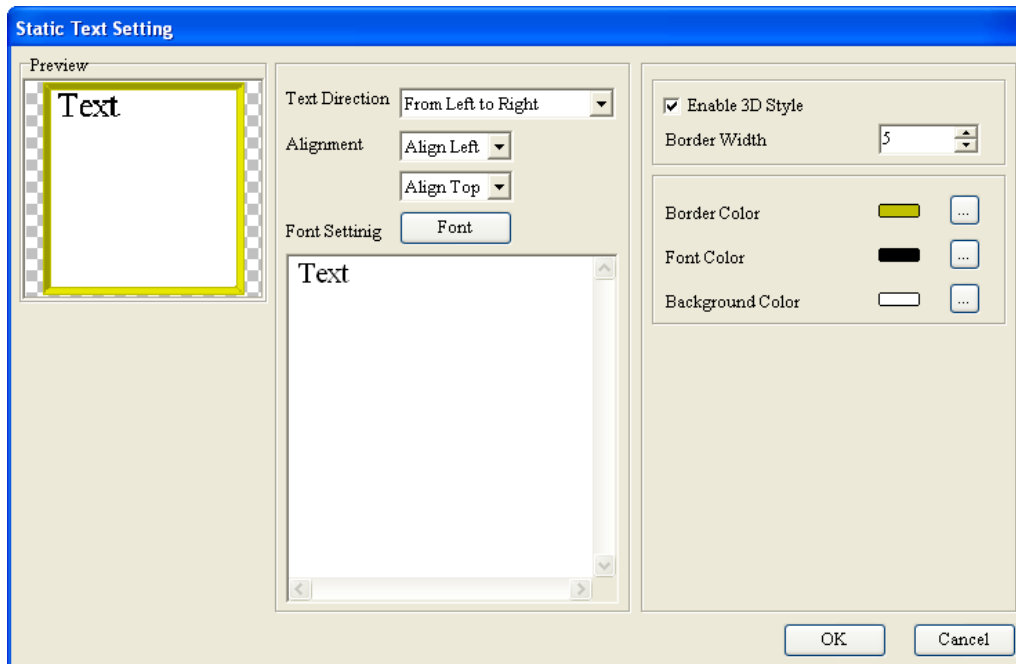 Static Text Setting
Preview
Text
Text Direction
From Left to Right
Alignment
Align Left
Align Top
Font Settinig
Font
Text
Enable 3D Style
Border Width
5
Border Color
...
Font Color
...
Background Color
...
OK
Cancel